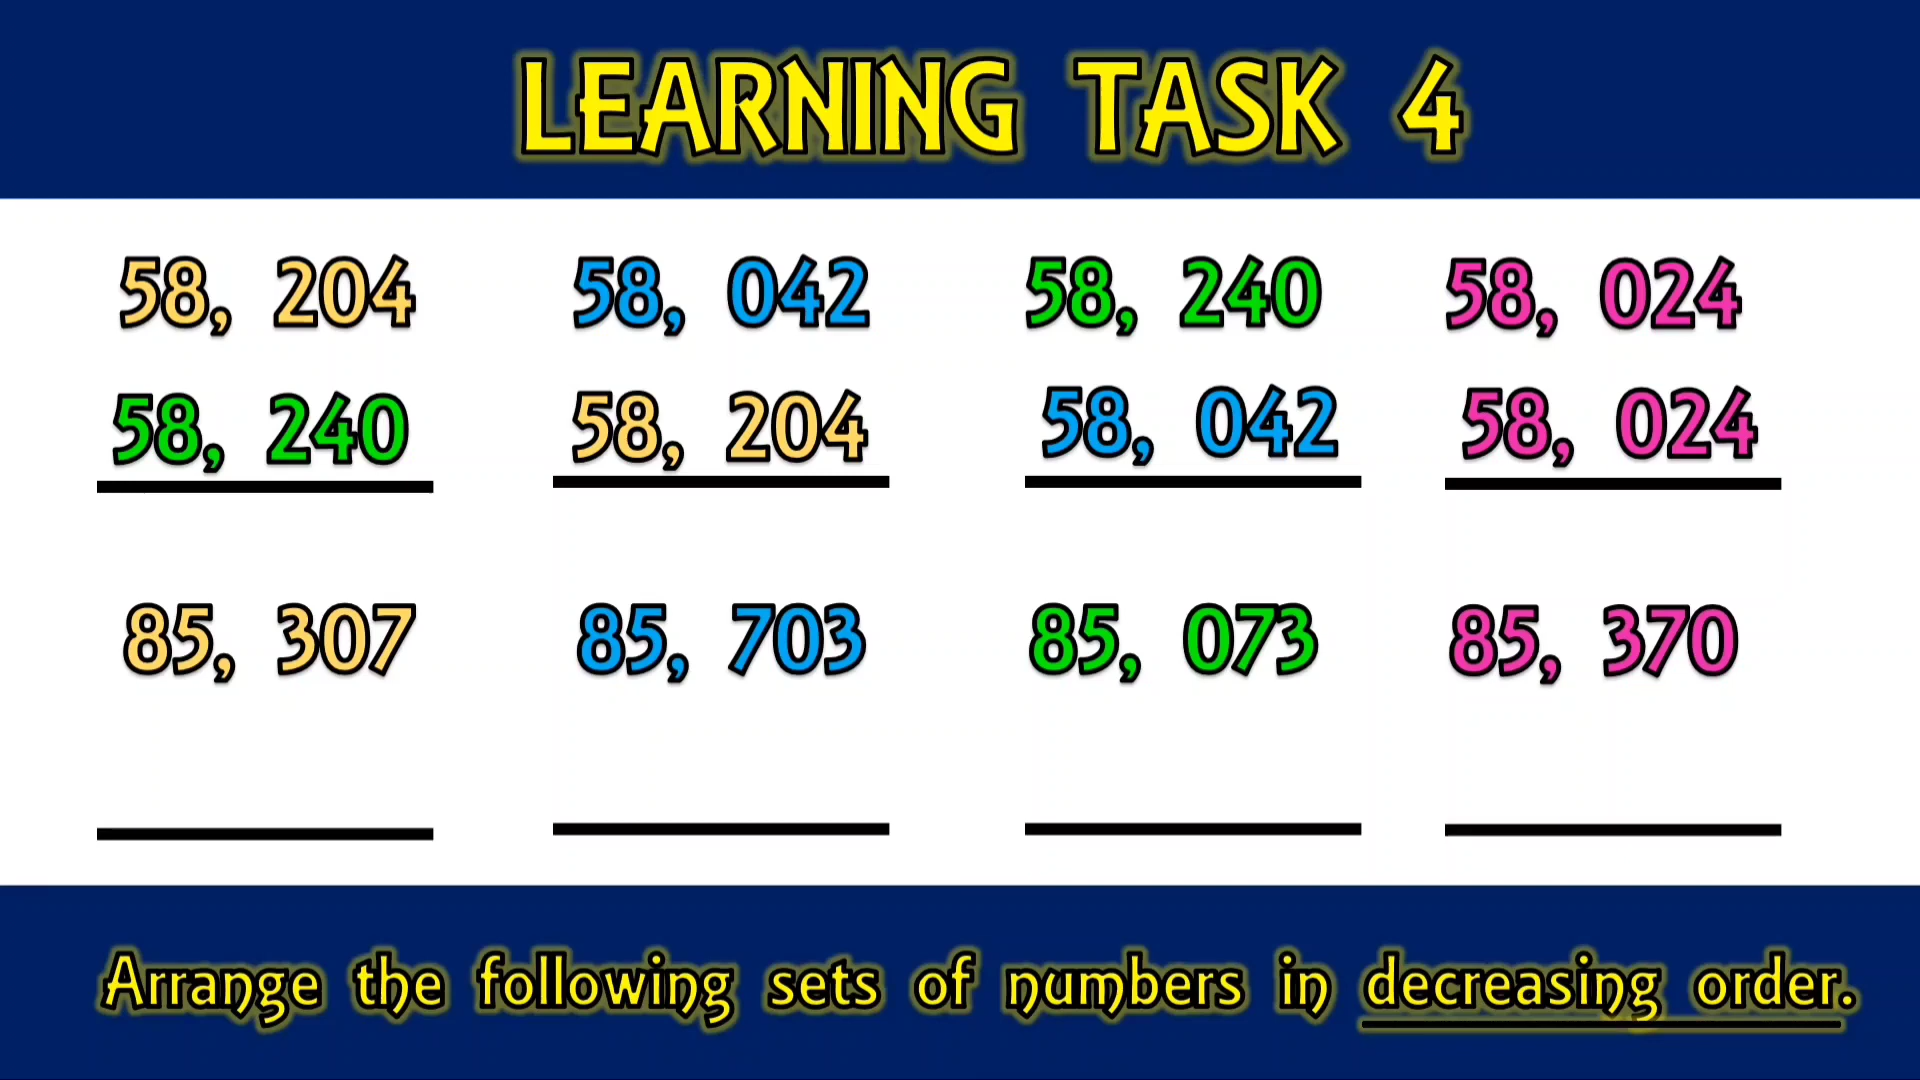 LEARNING TASK 4
58, 204 58, 042 58, 240 58, 024
58, 240 58, 204 58, 042 58, 024
85, 307 85, 703 85, 073 85, 370
Arrange the following sets of numbers in decreasing order.